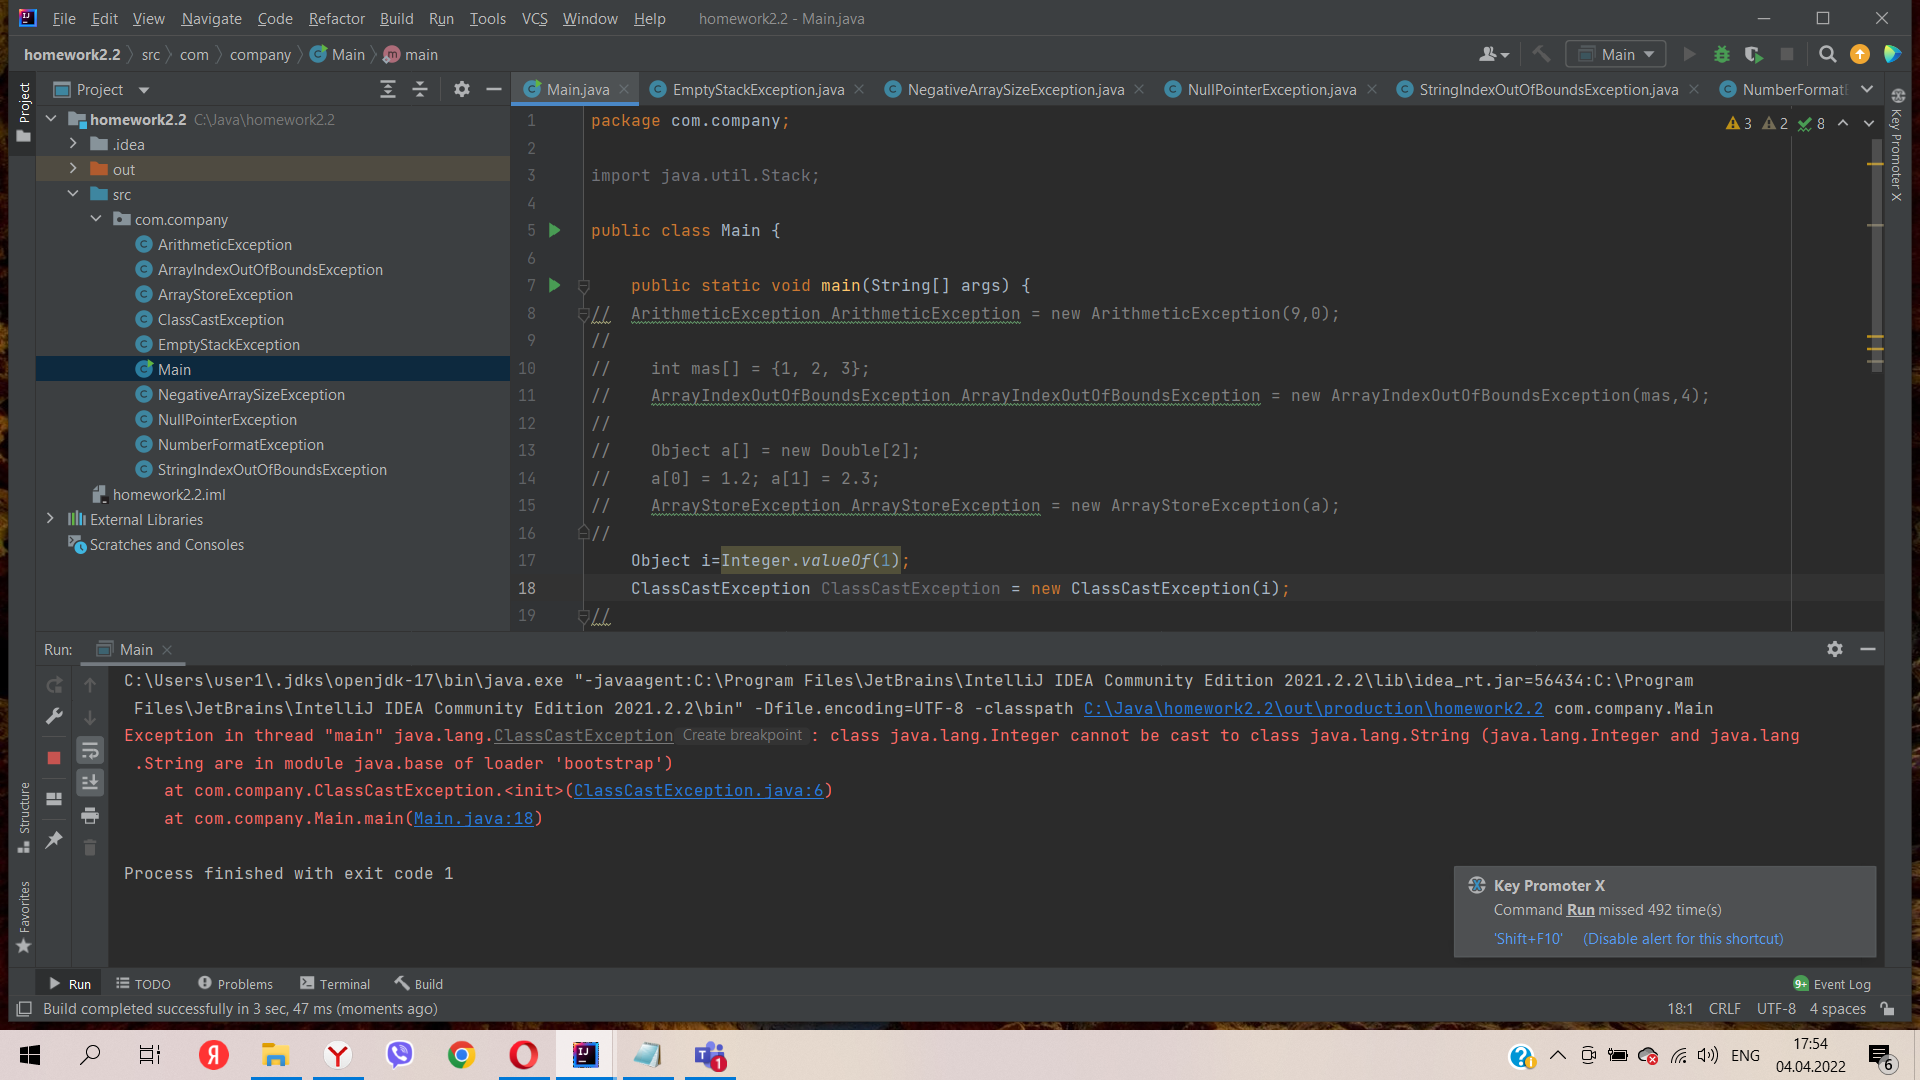 File Edit View Navigate Code Refactor Build Run Tools VCS Window Help homework2.2 - Main.java
homework2.2 src com company Main main
Main
Project
Main.java EmptyStackException.java NegativeArraySizeException.java NullPointerException.java StringIndexOutOfBoundsException.java NumberFormat
Project
homework2.2 C:\Java\homework2.2
.idea
out
src
com.company
ArithmeticException
ArrayIndexOutOfBoundsException
ArrayStoreException
ClassCastException
EmptyStackException
Main
NegativeArraySizeException
NullPointerException
NumberFormatException
StringIndexOutOfBoundsException
homework2.2.iml
External Libraries
Scratches and Consoles
3 2 8
Key Promoter X
1 package com.company;
2
3 import java.util.Stack;
4
5 public class Main {
6
7 public static void main(String[] args) {
8 // ArithmeticException ArithmeticException = new ArithmeticException(9,0);
9 //
10 // int mas[] = {1, 2, 3};
11 // ArrayIndexOutOfBoundsException ArrayIndexOutOfBoundsException = new ArrayIndexOutOfBoundsException(mas,4);
12 //
13 // Object a[] = new Double[2];
14 // a[0] = 1.2; a[1] = 2.3;
15 // ArrayStoreException ArrayStoreException = new ArrayStoreException(a);
16 //
17 Object i=Integer.valueOf(1);
18 ClassCastException ClassCastException = new ClassCastException(i);
19 //
Run: Main
C:\Users\user1\.jdks\openjdk-17\bin\java.exe "-javaagent:C:\Program Files\JetBrains\IntelliJ IDEA Community Edition 2021.2.2\lib\idea_rt.jar=56434:C:\Program
Files\JetBrains\IntelliJ IDEA Community Edition 2021.2.2\bin" -Dfile.encoding=UTF-8 -classpath C:\Java\homework2.2\out\production\homework2.2 com.company.Main
Exception in thread "main" java.lang.ClassCastException Create breakpoint : class java.lang.Integer cannot be cast to class java.lang.String (java.lang.Integer and java.lang
.String are in module java.base of loader 'bootstrap')
at com.company.ClassCastException.<init>(ClassCastException.java:6)
at com.company.Main.main(Main.java:18)
Process finished with exit code 1
Structure
Favorites
Key Promoter X
Command Run missed 492 time(s)
'Shift+F10' (Disable alert for this shortcut)
Run TODO Problems Terminal Build 9+ Event Log
Build completed successfully in 3 sec, 47 ms (moments ago) 18:1 CRLF UTF-8 4 spaces
Я Y 1 ENG 17:54
04.04.2022 6